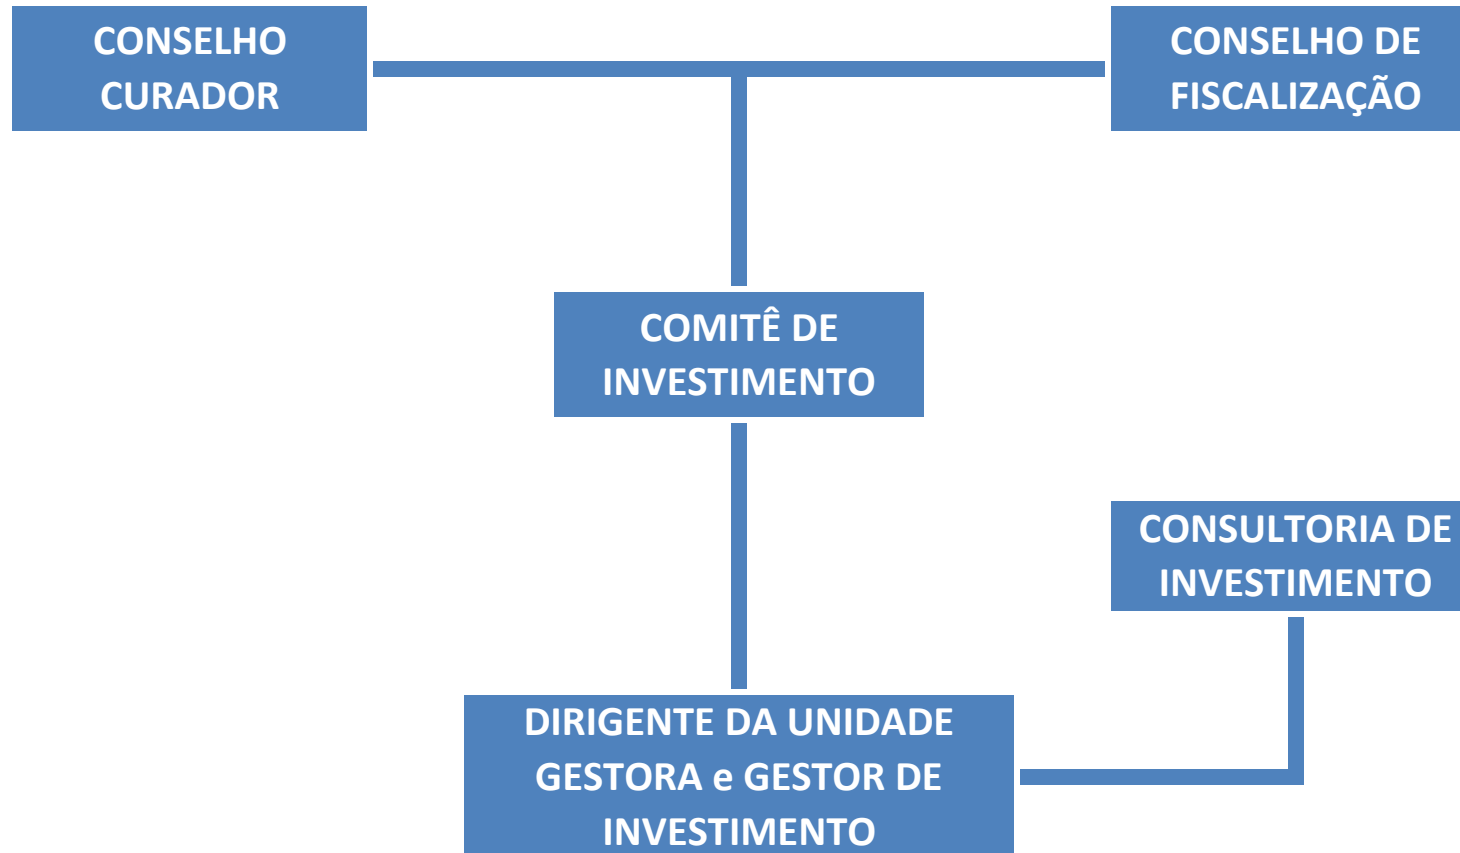 CONSELHO
CURADOR
CONSELHO DE
FISCALIZAÇÃO
COMITÊ DE
INVESTIMENTO
CONSULTORIA DE
INVESTIMENTO
DIRIGENTE DA UNIDADE
GESTORA e GESTOR DE
INVESTIMENTO